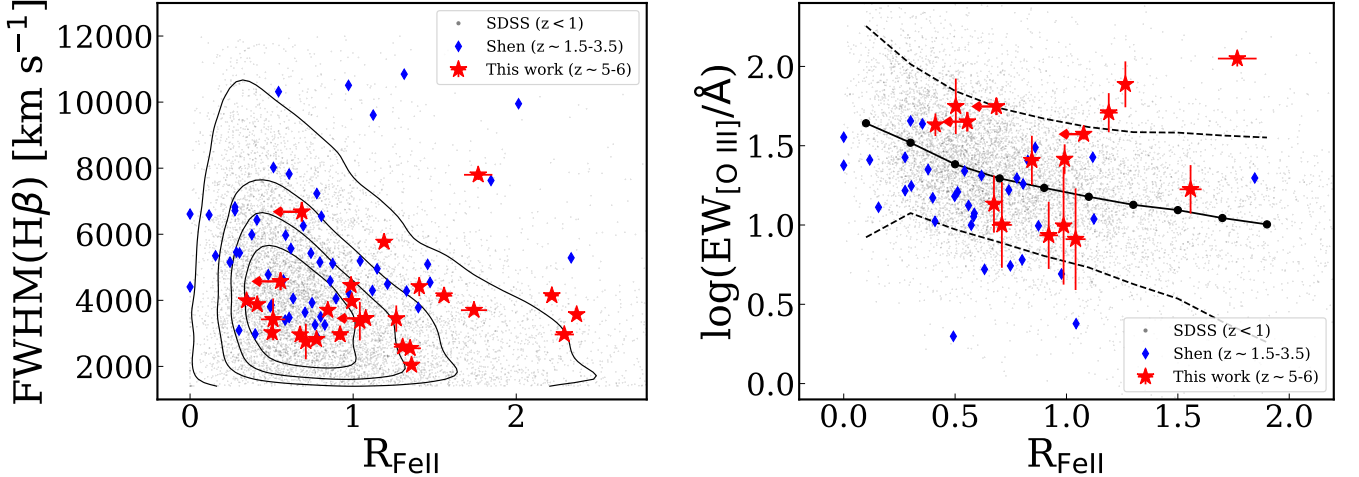 FWHM(Hβ) [km s⁻¹]
12000
10000
8000
6000
4000
2000
SDSS (z < 1)
Shen (z ~ 1.5-3.5)
This work (z ~ 5-6)
0 1 2
R_FeII
log(EW_[O III]/Å)
2.0
1.5
1.0
0.5
0.0
SDSS (z < 1)
Shen (z ~ 1.5-3.5)
This work (z ~ 5-6)
0.0 0.5 1.0 1.5 2.0
R_FeII